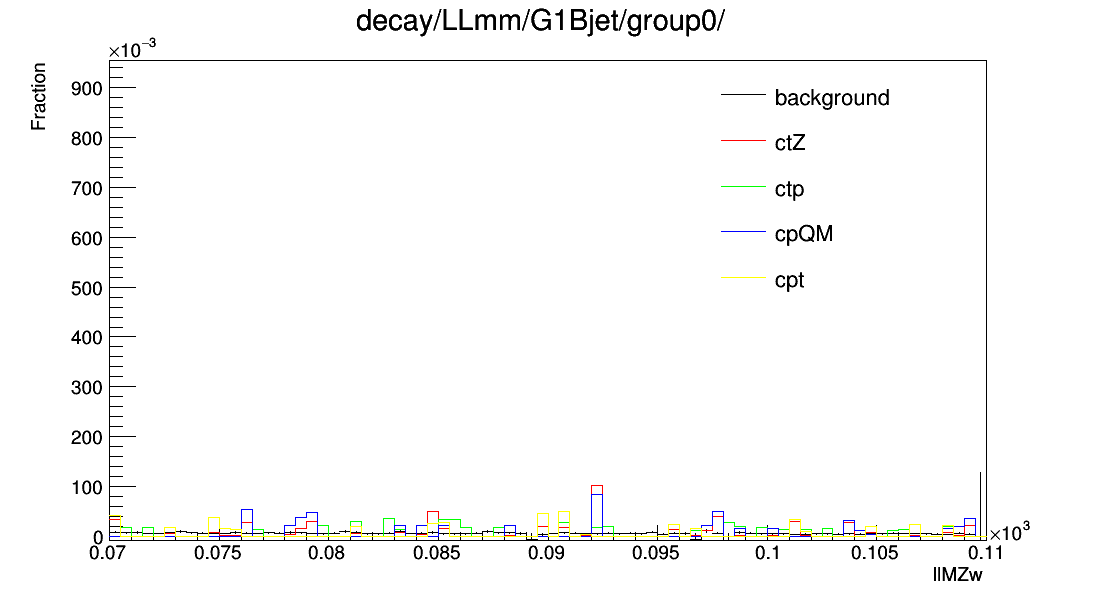 decay/LLmm/G1Bjet/group0/
×10⁻³
Fraction
900
800
700
600
500
400
300
200
100
0
background
ctZ
ctp
cpQM
cpt
0.07 0.075 0.08 0.085 0.09 0.095 0.1 0.105 0.11
×10³
llMZw